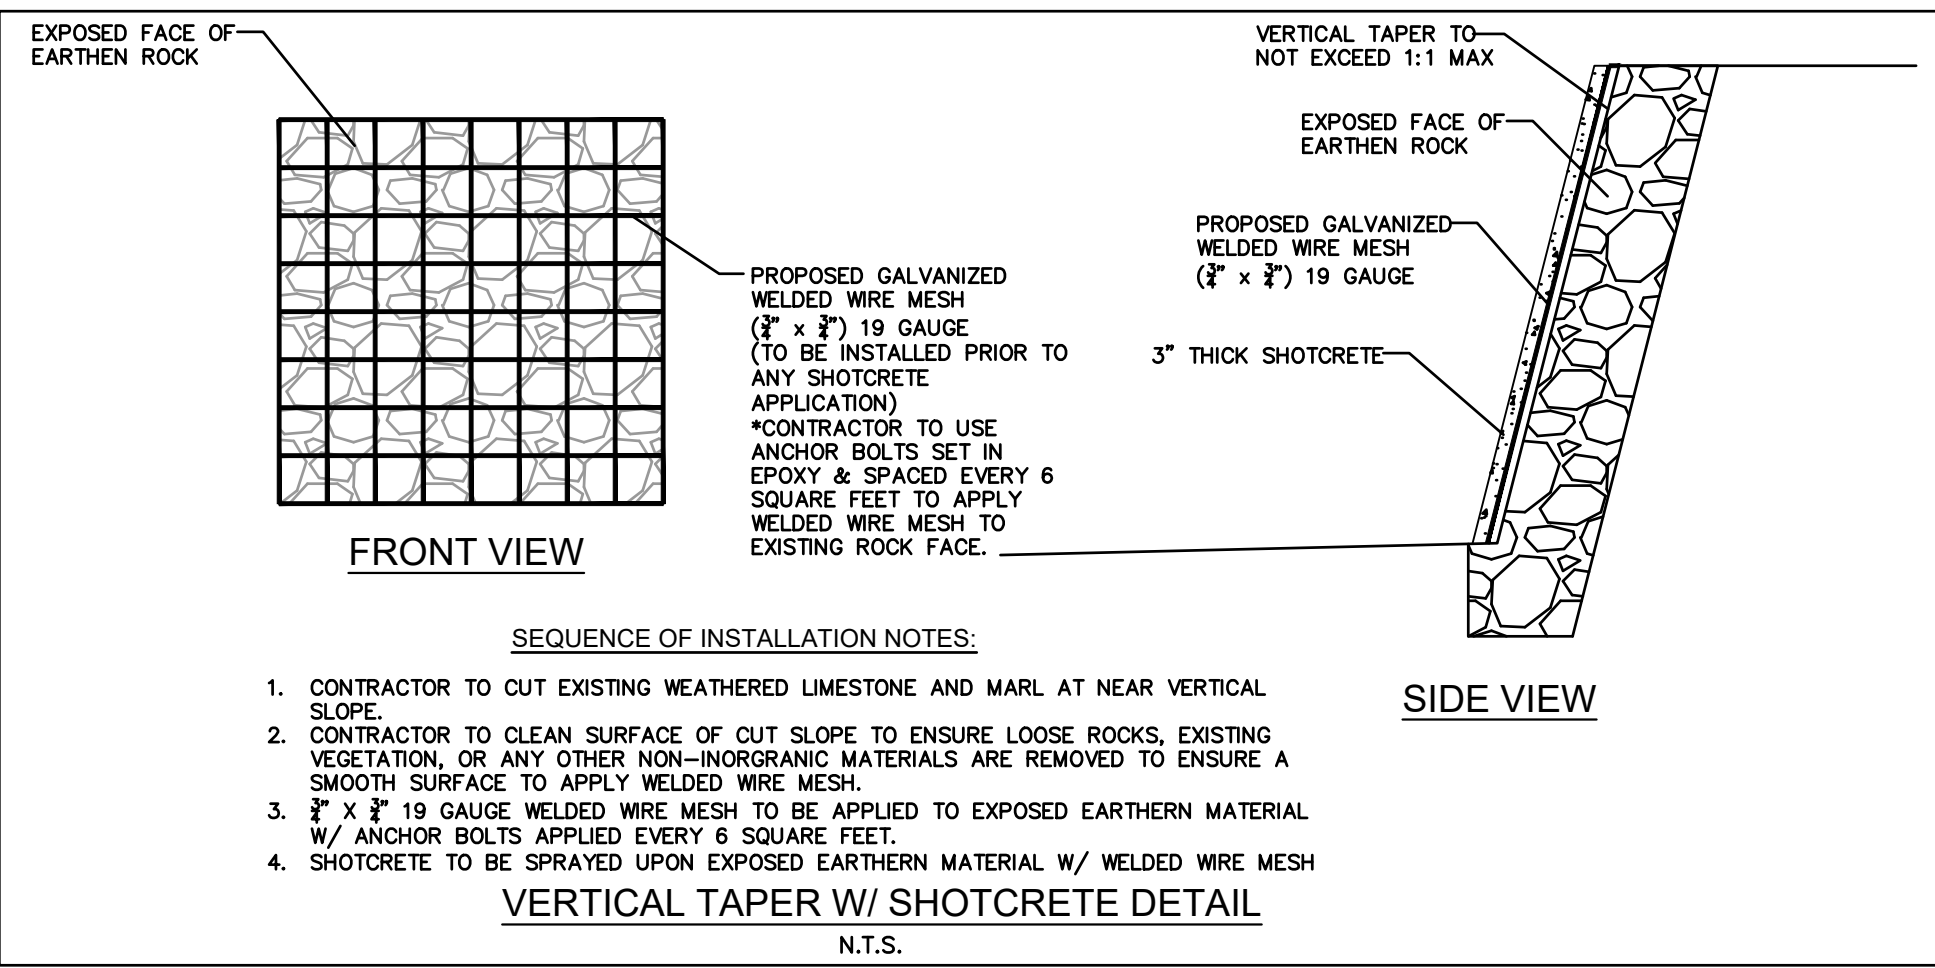 EXPOSED FACE OF
EARTHEN ROCK
PROPOSED GALVANIZED
WELDED WIRE MESH
(3/4" x 3/4") 19 GAUGE
(TO BE INSTALLED PRIOR TO
ANY SHOTCRETE
APPLICATION)
*CONTRACTOR TO USE
ANCHOR BOLTS SET IN
EPOXY & SPACED EVERY 6
SQUARE FEET TO APPLY
WELDED WIRE MESH TO
EXISTING ROCK FACE.
FRONT VIEW
VERTICAL TAPER TO
NOT EXCEED 1:1 MAX
EXPOSED FACE OF
EARTHEN ROCK
PROPOSED GALVANIZED
WELDED WIRE MESH
(3/4" x 3/4") 19 GAUGE
3" THICK SHOTCRETE
SIDE VIEW
SEQUENCE OF INSTALLATION NOTES:
1. CONTRACTOR TO CUT EXISTING WEATHERED LIMESTONE AND MARL AT NEAR VERTICAL
SLOPE.
2. CONTRACTOR TO CLEAN SURFACE OF CUT SLOPE TO ENSURE LOOSE ROCKS, EXISTING
VEGETATION, OR ANY OTHER NON-INORGRANIC MATERIALS ARE REMOVED TO ENSURE A
SMOOTH SURFACE TO APPLY WELDED WIRE MESH.
3. 3/4" X 3/4" 19 GAUGE WELDED WIRE MESH TO BE APPLIED TO EXPOSED EARTHERN MATERIAL
W/ ANCHOR BOLTS APPLIED EVERY 6 SQUARE FEET.
4. SHOTCRETE TO BE SPRAYED UPON EXPOSED EARTHERN MATERIAL W/ WELDED WIRE MESH
VERTICAL TAPER W/ SHOTCRETE DETAIL
N.T.S.